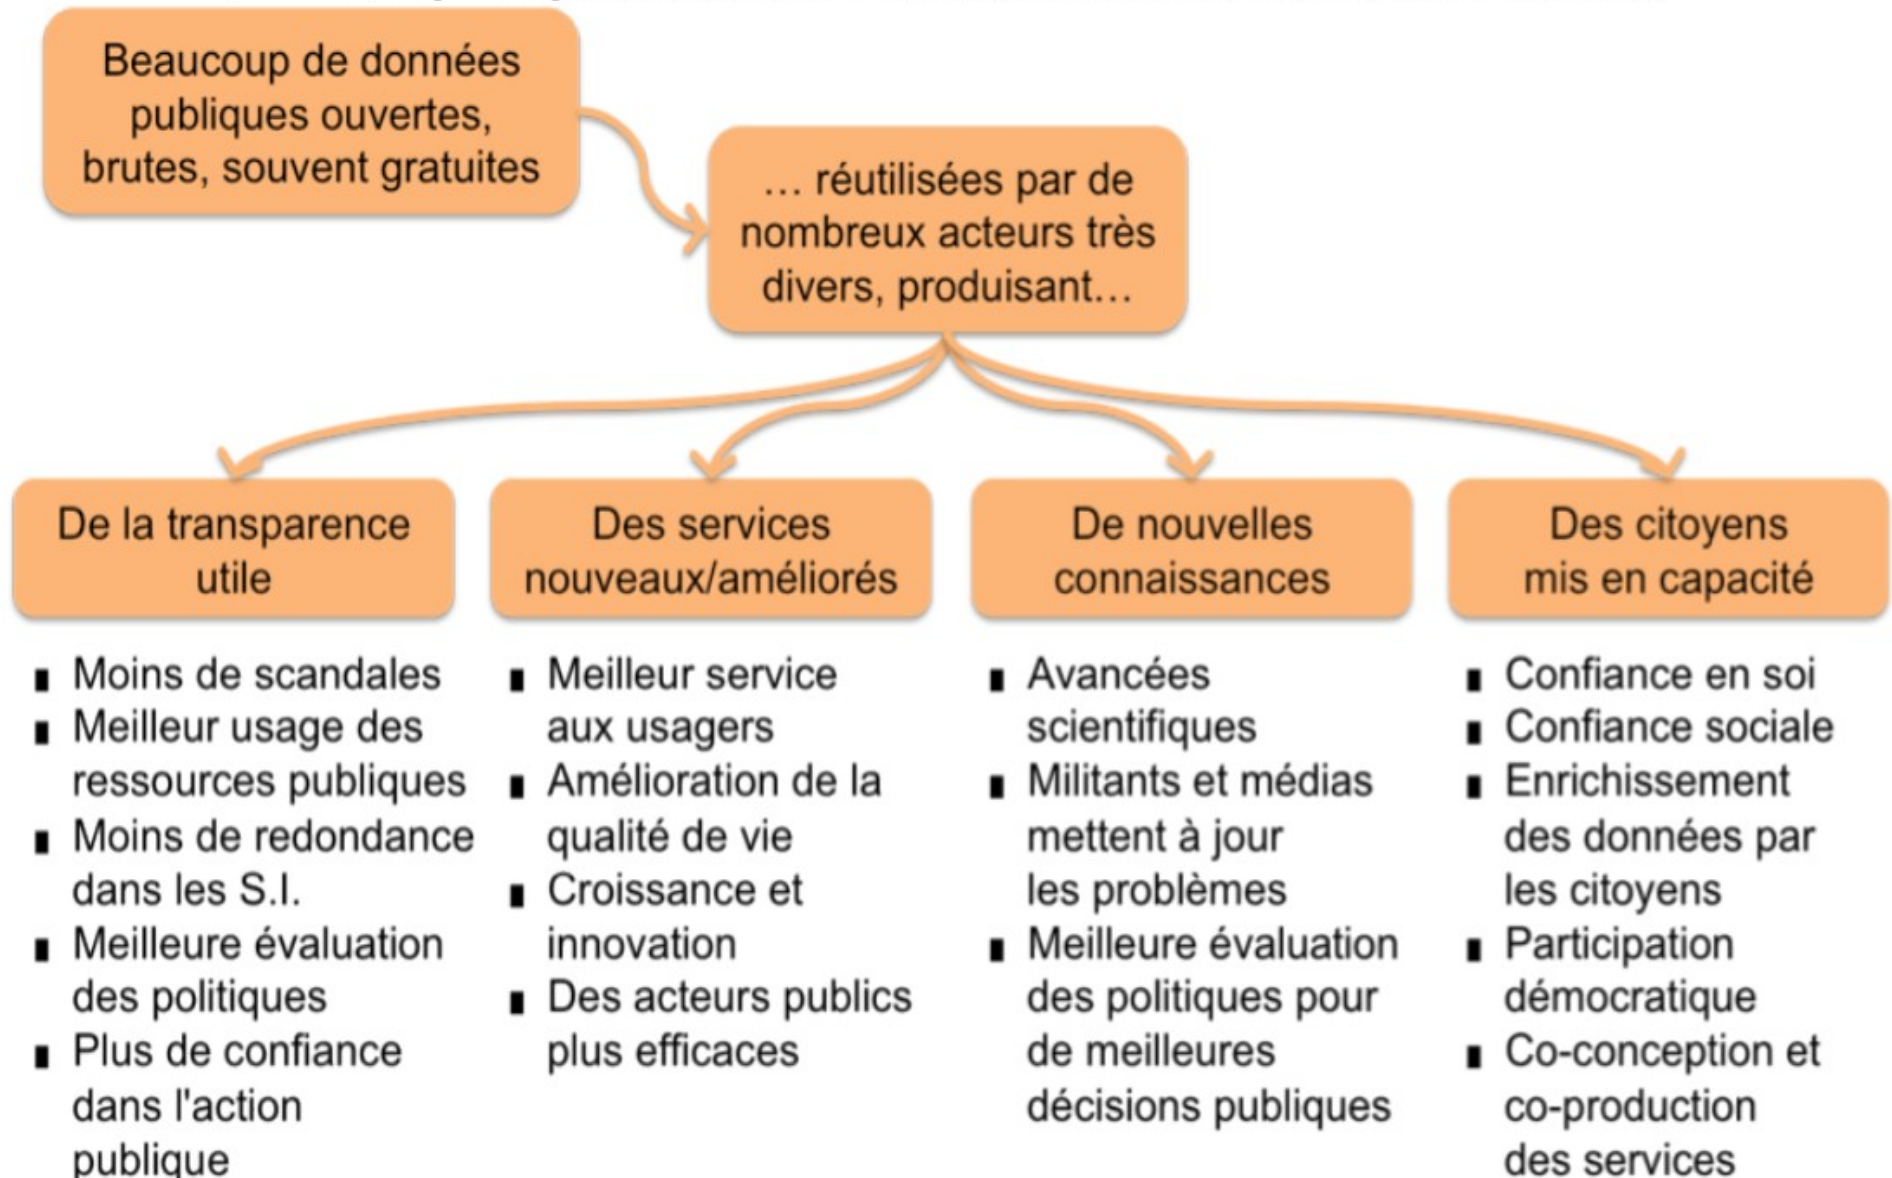 Beaucoup de données
publiques ouvertes,
brutes, souvent gratuites
… réutilisées par de
nombreux acteurs très
divers, produisant…
De la transparence
utile
▪ Moins de scandales
▪ Meilleur usage des
ressources publiques
▪ Moins de redondance
dans les S.I.
▪ Meilleure évaluation
des politiques
▪ Plus de confiance
dans l'action
publique
Des services
nouveaux/améliorés
▪ Meilleur service
aux usagers
▪ Amélioration de la
qualité de vie
▪ Croissance et
innovation
▪ Des acteurs publics
plus efficaces
De nouvelles
connaissances
▪ Avancées
scientifiques
▪ Militants et médias
mettent à jour
les problèmes
▪ Meilleure évaluation
des politiques pour
de meilleures
décisions publiques
Des citoyens
mis en capacité
▪ Confiance en soi
▪ Confiance sociale
▪ Enrichissement
des données par
les citoyens
▪ Participation
démocratique
▪ Co-conception et
co-production
des services